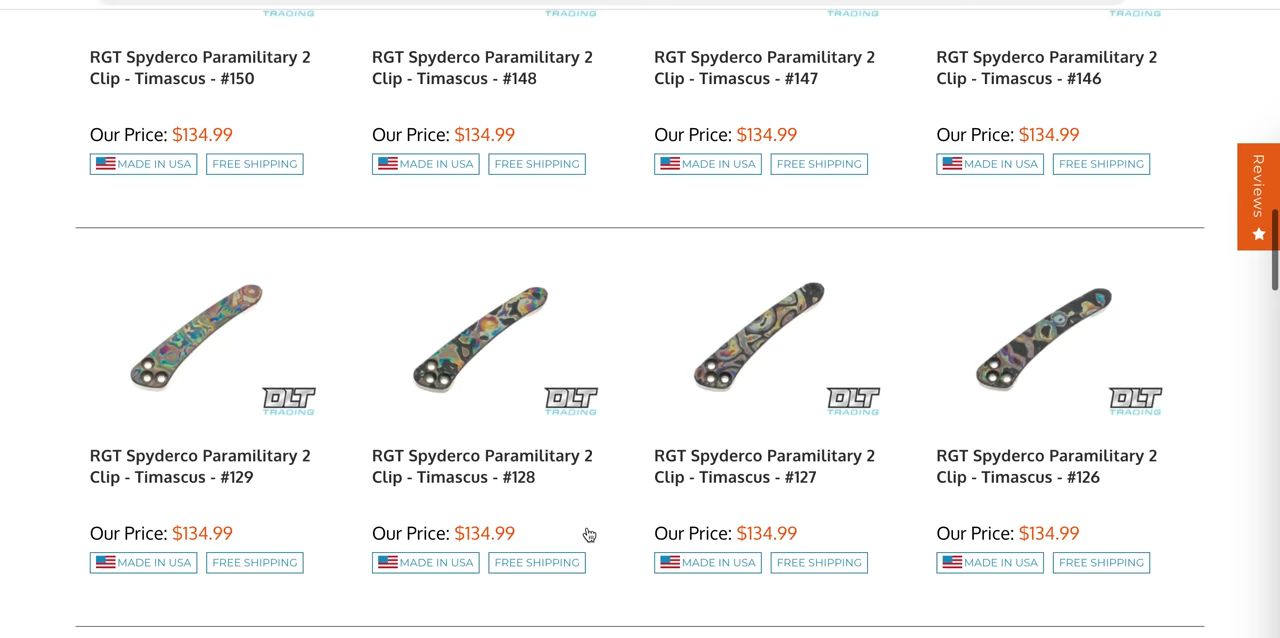 TRADING TRADING TRADING TRADING
RGT Spyderco Paramilitary 2
Clip - Timascus - #150
RGT Spyderco Paramilitary 2
Clip - Timascus - #148
RGT Spyderco Paramilitary 2
Clip - Timascus - #147
RGT Spyderco Paramilitary 2
Clip - Timascus - #146
Our Price: $134.99
MADE IN USA FREE SHIPPING
Our Price: $134.99
MADE IN USA FREE SHIPPING
Our Price: $134.99
MADE IN USA FREE SHIPPING
Our Price: $134.99
MADE IN USA FREE SHIPPING
Reviews
DLT
TRADING
DLT
TRADING
DLT
TRADING
DLT
TRADING
RGT Spyderco Paramilitary 2
Clip - Timascus - #129
RGT Spyderco Paramilitary 2
Clip - Timascus - #128
RGT Spyderco Paramilitary 2
Clip - Timascus - #127
RGT Spyderco Paramilitary 2
Clip - Timascus - #126
Our Price: $134.99
MADE IN USA FREE SHIPPING
Our Price: $134.99
MADE IN USA FREE SHIPPING
Our Price: $134.99
MADE IN USA FREE SHIPPING
Our Price: $134.99
MADE IN USA FREE SHIPPING